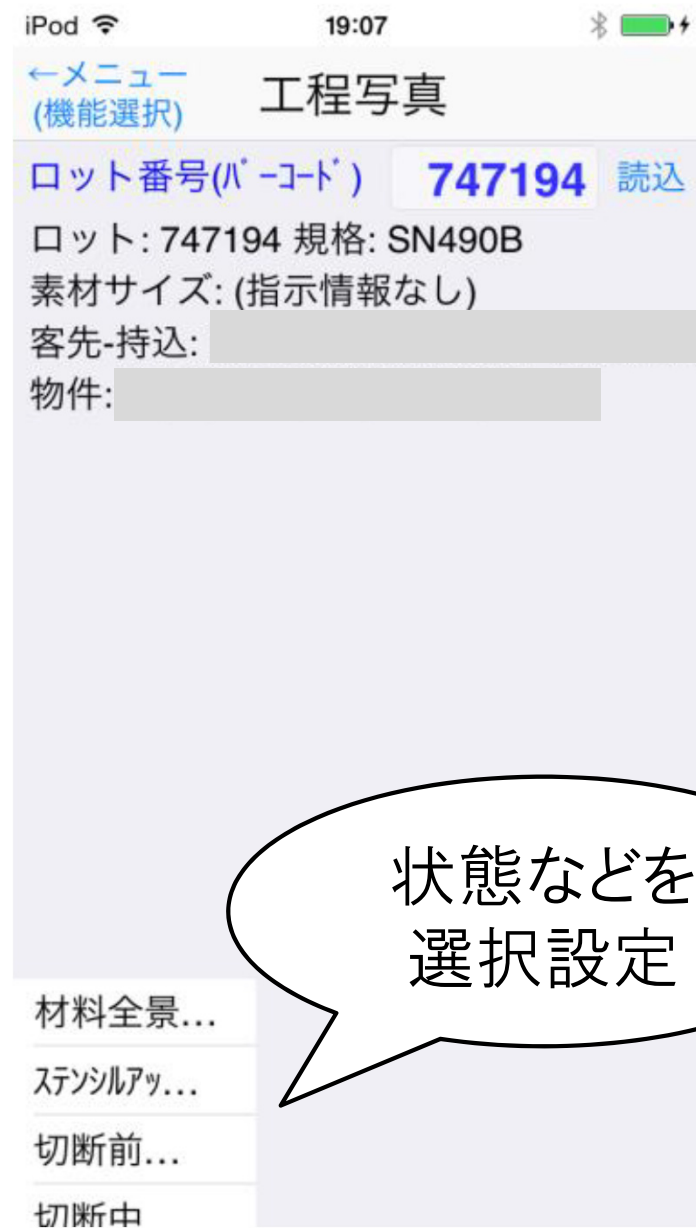 iPod 19:07
←メニュー
(機能選択)
工程写真
ロット番号(ﾊﾞｰｺｰﾄﾞ) 747194 読込
ロット: 747194 規格: SN490B
素材サイズ: (指示情報なし)
客先-持込:
物件:
状態などを
選択設定
材料全景...
ｽﾃﾝｼﾙｱｯ...
切断前...
切断中